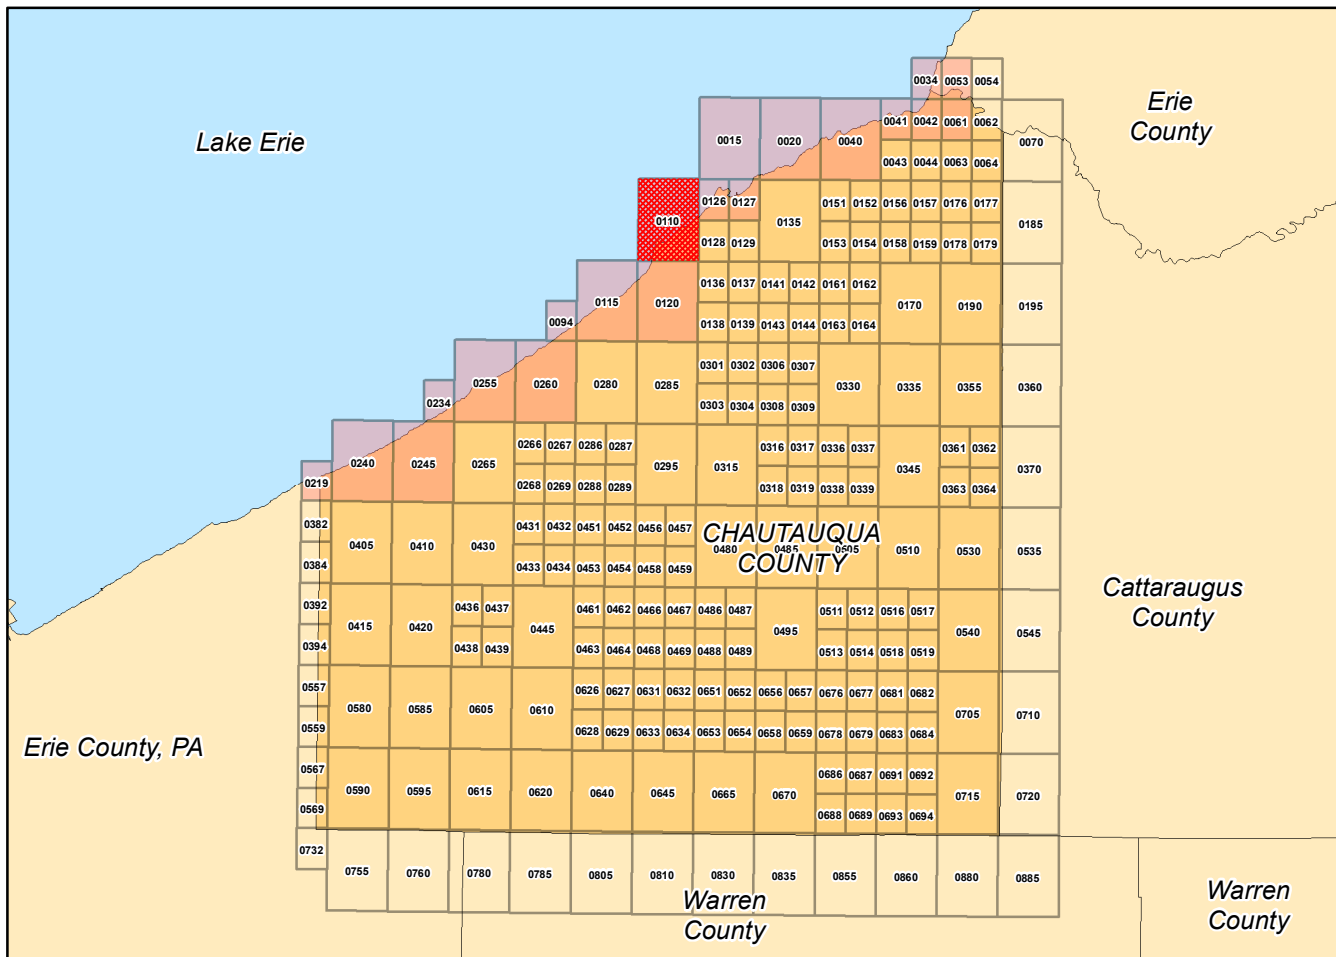 0034 0053 0054
Erie
County
Lake Erie
0041 0042 0061 0062
0015 0020 0040 0070
0043 0044 0063 0064
0126 0127 0151 0152 0156 0157 0176 0177
0110 0135 0185
0128 0129 0153 0154 0158 0159 0178 0179
0136 0137 0141 0142 0161 0162
0115 0120 0170 0190 0195
0094 0138 0139 0143 0144 0163 0164
0301 0302 0306 0307
0255 0260 0280 0285 0330 0335 0355 0360
0234 0303 0304 0308 0309
0266 0267 0286 0287 0316 0317 0336 0337 0361 0362
0240 0245 0265 0295 0315 0345 0370
0219 0268 0269 0288 0289 0318 0319 0338 0339 0363 0364
0382 0431 0432 0451 0452 0456 0457
CHAUTAUQUA
COUNTY
0405 0410 0430 0480 0485 0505 0510 0530 0535
0384 0433 0434 0453 0454 0458 0459
Cattaraugus
County
0392 0436 0437 0461 0462 0466 0467 0486 0487 0511 0512 0516 0517
0415 0420 0445 0495 0540 0545
0394 0438 0439 0463 0464 0468 0469 0488 0489 0513 0514 0518 0519
0557 0626 0627 0631 0632 0651 0652 0656 0657 0676 0677 0681 0682
0580 0585 0605 0610 0705 0710
0559 0628 0629 0633 0634 0653 0654 0658 0659 0678 0679 0683 0684
Erie County, PA
0567 0686 0687 0691 0692
0590 0595 0615 0620 0640 0645 0665 0670 0715 0720
0569 0688 0689 0693 0694
0732
0755 0760 0780 0785 0805 0810 0830 0835 0855 0860 0880 0885
Warren
County
Warren
County